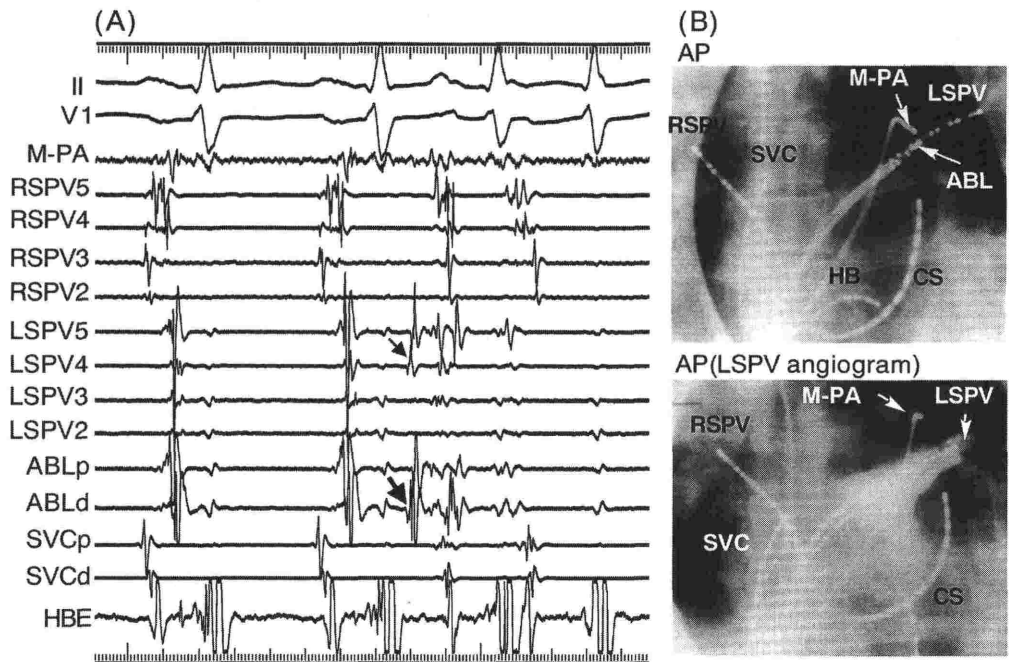 (A)
II
V1
M-PA
RSPV5
RSPV4
RSPV3
RSPV2
LSPV5
LSPV4
LSPV3
LSPV2
ABLp
ABLd
SVCp
SVCd
HBE
(B)
AP
M-PA
LSPV
RSPV
SVC
ABL
HB
CS
AP(LSPV angiogram)
M-PA
LSPV
RSPV
SVC
CS